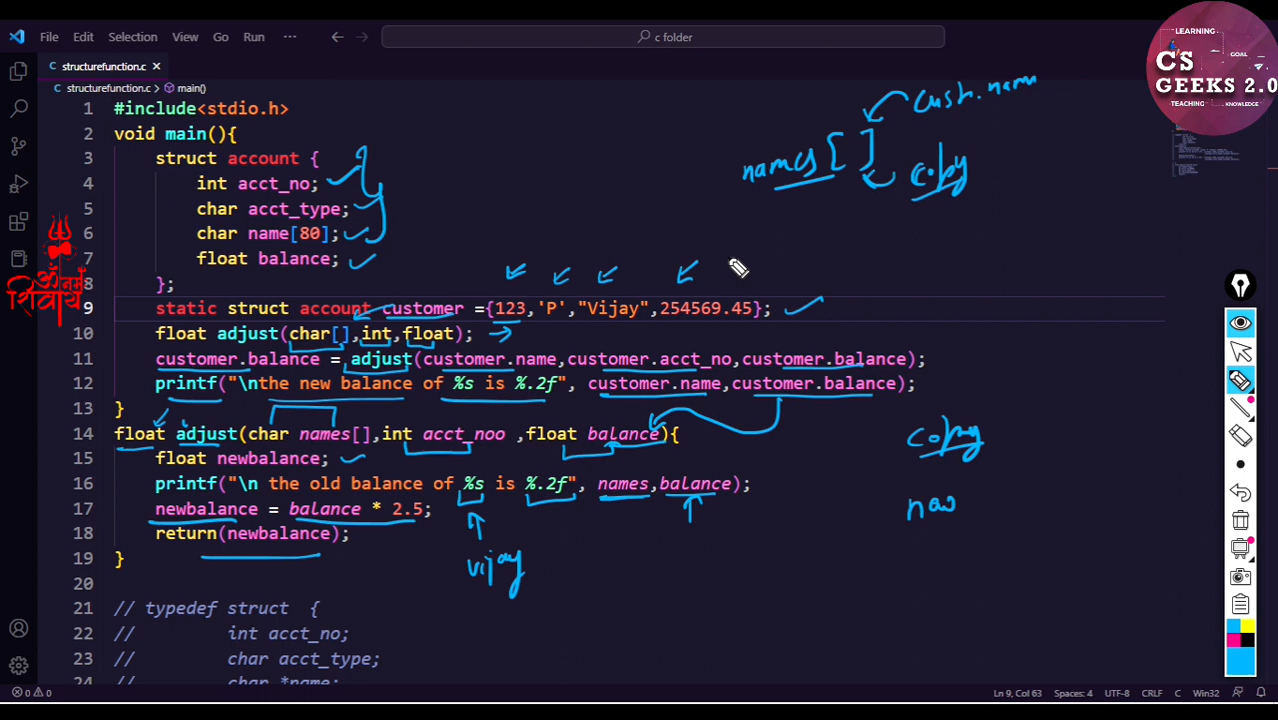 File Edit Selection View Go Run ··· c folder
LEARNING
GOAL
CS
GEEKS 2.0
TEACHING KNOWLEDGE
C structurefunction.c ×
C structurefunction.c > main()
1 #include<stdio.h>
2 void main(){
3 struct account {
4 int acct_no;
5 char acct_type;
6 char name[80];
7 float balance;
8 };
9 static struct account customer ={123,'P',"Vijay",254569.45};
10 float adjust(char[],int,float);
11 customer.balance = adjust(customer.name,customer.acct_no,customer.balance);
12 printf("\nthe new balance of %s is %.2f", customer.name,customer.balance);
13 }
14 float adjust(char names[],int acct_noo ,float balance){
15 float newbalance;
16 printf("\n the old balance of %s is %.2f", names,balance);
17 newbalance = balance * 2.5;
18 return(newbalance);
19 }
20
21 // typedef struct {
22 // int acct_no;
23 // char acct_type;
24 // char *name;
names[ ]
copy
copy
vijay
ॐ नमः
शिवाय
0 0 Ln 9, Col 63 Spaces: 4 UTF-8 CRLF C Win32